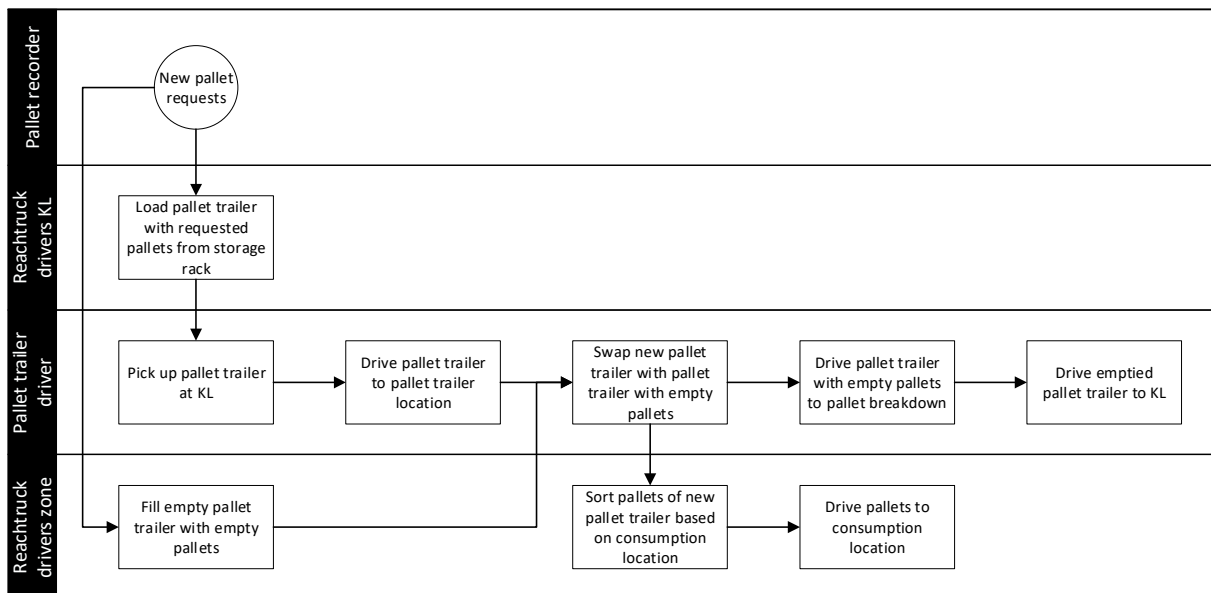 Pallet recorder
New pallet
requests
Reachtruck
drivers KL
Load pallet trailer
with requested
pallets from storage
rack
Pallet trailer
driver
Pick up pallet trailer
at KL
Drive pallet trailer
to pallet trailer
location
Swap new pallet
trailer with pallet
trailer with empty
pallets
Drive pallet trailer
with empty pallets
to pallet breakdown
Drive emptied
pallet trailer to KL
Reachtruck
drivers zone
Fill empty pallet
trailer with empty
pallets
Sort pallets of new
pallet trailer based
on consumption
location
Drive pallets to
consumption
location